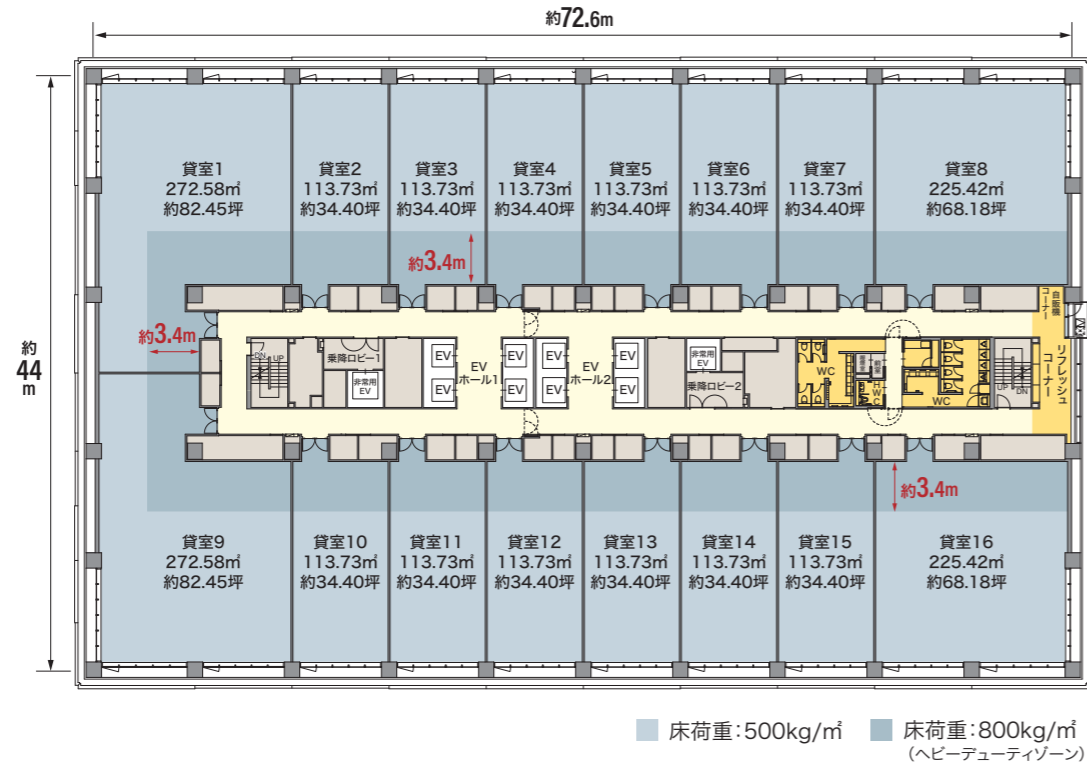 約72.6m
約
44
m
貸室1
272.58㎡
約82.45坪
貸室2
113.73㎡
約34.40坪
貸室3
113.73㎡
約34.40坪
貸室4
113.73㎡
約34.40坪
貸室5
113.73㎡
約34.40坪
貸室6
113.73㎡
約34.40坪
貸室7
113.73㎡
約34.40坪
貸室8
225.42㎡
約68.18坪
約3.4m
約3.4m
自販機
コーナー
DN
UP
乗降ロビー1
非常用
EV
EV
EV
EV
ホール1
EV
EV
EV
EV
EV
ホール2
EV
EV
非常用
EV
乗降ロビー2
WC
HWC
WC
UP
DN
リフレッシュ
コーナー
約3.4m
貸室9
272.58㎡
約82.45坪
貸室10
113.73㎡
約34.40坪
貸室11
113.73㎡
約34.40坪
貸室12
113.73㎡
約34.40坪
貸室13
113.73㎡
約34.40坪
貸室14
113.73㎡
約34.40坪
貸室15
113.73㎡
約34.40坪
貸室16
225.42㎡
約68.18坪
床荷重:500kg/㎡
床荷重:800kg/㎡
(ヘビーデューティゾーン)